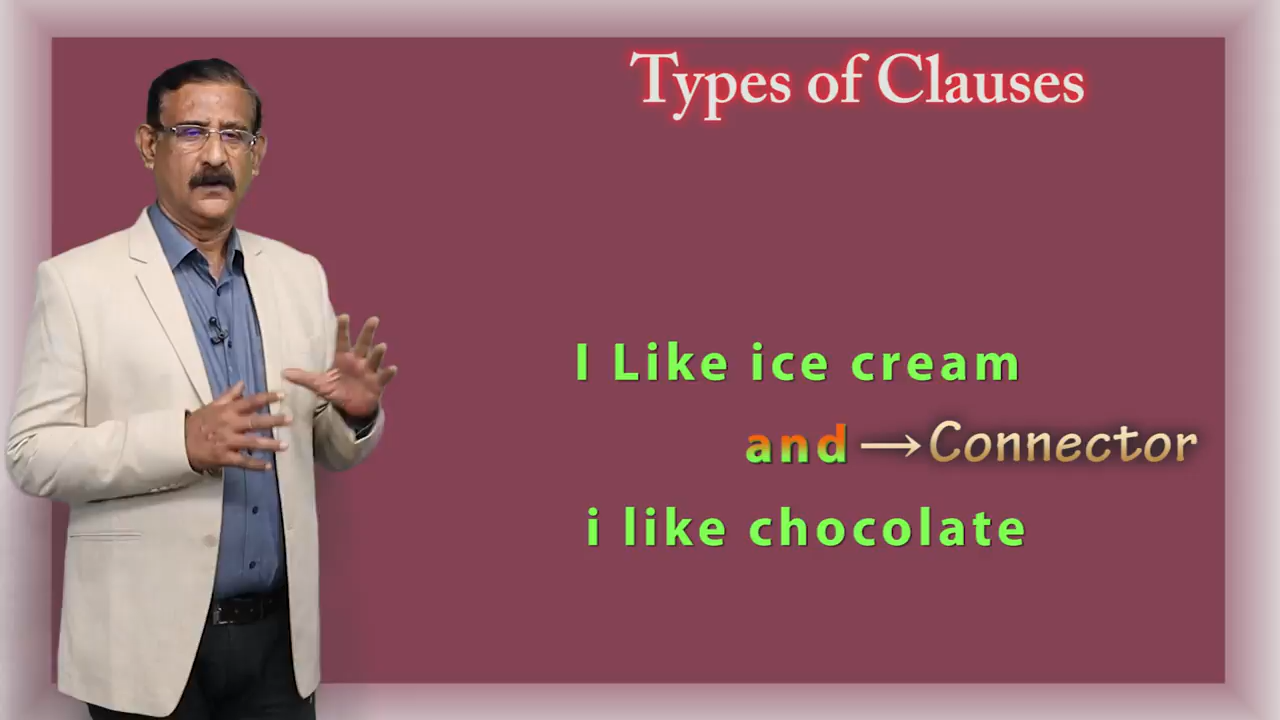 Types of Clauses
I Like ice cream
and → Connector
i like chocolate